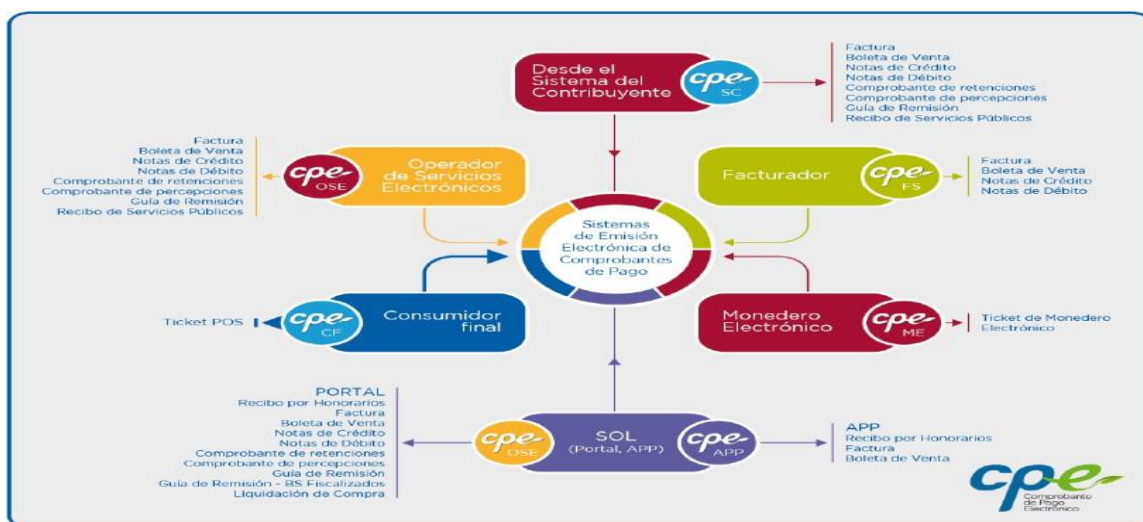 Desde el
Sistema del
Contribuyente
cpe
SC
Factura
Boleta de Venta
Notas de Crédito
Notas de Débito
Comprobante de retenciones
Comprobante de percepciones
Guía de Remisión
Recibo de Servicios Públicos
Factura
Boleta de Venta
Notas de Crédito
Notas de Débito
Comprobante de retenciones
Comprobante de percepciones
Guía de Remisión
Recibo de Servicios Públicos
cpe
OSE
Operador
de Servicios
Electrónicos
Facturador
cpe
FS
Factura
Boleta de Venta
Notas de Crédito
Notas de Débito
Sistemas
de Emisión
Electrónica de
Comprobantes
de Pago
Ticket POS
cpe
CF
Consumidor
final
Monedero
Electrónico
cpe
ME
Ticket de Monedero
Electrónico
PORTAL
Recibo por Honorarios
Factura
Boleta de Venta
Notas de Crédito
Notas de Débito
Comprobante de retenciones
Comprobante de percepciones
Guía de Remisión
Guía de Remisión - BS Fiscalizados
Liquidación de Compra
cpe
OSE
SOL
(Portal, APP)
cpe
APP
APP
Recibo por Honorarios
Factura
Boleta de Venta
cpe
Comprobante
de Pago
Electrónico